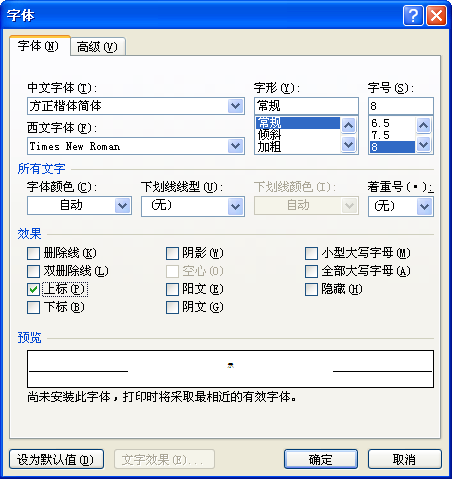 字体
字体(N) 高级(V)
中文字体(T): 字形(Y): 字号(S):
方正楷体简体 常规 8
常规 6.5
西文字体(F): 倾斜 7.5
Times New Roman 加粗 8
所有文字
字体颜色(C): 下划线线型(U): 下划线颜色(I): 着重号(·):
自动 (无) 自动 (无)
效果
删除线(K) 阴影(W) 小型大写字母(M)
双删除线(L) 空心(O) 全部大写字母(A)
上标(P) 阳文(E) 隐藏(H)
下标(B) 阴文(G)
预览
尚未安装此字体，打印时将采取最相近的有效字体。
设为默认值(D) 文字效果(E)... 确定 取消